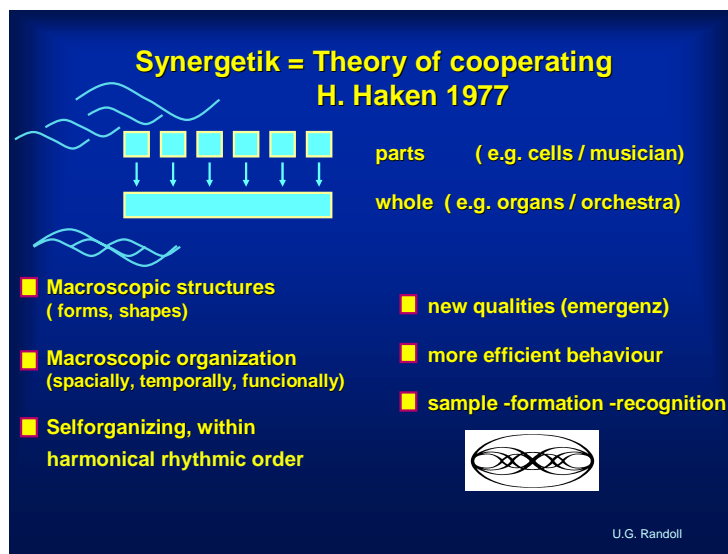 Synergetik = Theory of cooperating
H. Haken 1977
parts ( e.g. cells / musician)
whole ( e.g. organs / orchestra)
Macroscopic structures
( forms, shapes)
Macroscopic organization
(spacially, temporally, funcionally)
Selforganizing, within
harmonical rhythmic order
new qualities (emergenz)
more efficient behaviour
sample -formation -recognition
U.G. Randoll